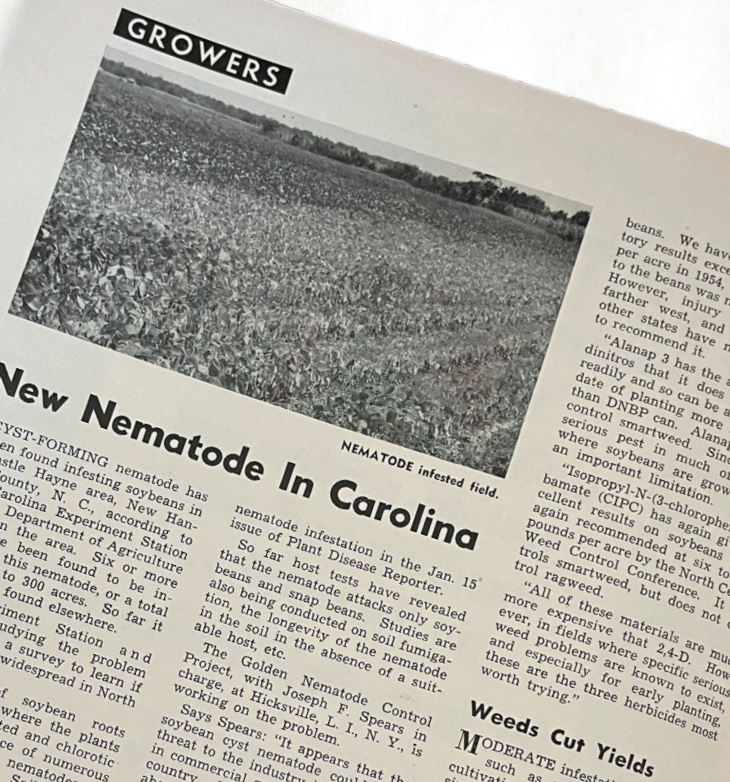 GROWERS
NEMATODE infested field.
New Nematode In Carolina
CYST-FORMING nematode has
en found infesting soybeans in
stle Hayne area, New Han-
ounty, N. C., according to
arolina Experiment Station
Department of Agriculture
n the area. Six or more
e been found to be in-
this nematode, or a total
to 300 acres. So far it
found elsewhere.
iment Station and
udying the problem
a survey to learn if
widespread in North
of soybean roots
where the plants
ted and chlorotic
ce of numerous
nematodes
nematode infestation in the Jan. 15
issue of Plant Disease Reporter.
So far host tests have revealed
that the nematode attacks only soy-
beans and snap beans. Studies are
also being conducted on soil fumiga-
tion, the longevity of the nematode
in the soil in the absence of a suit-
able host, etc.
The Golden Nematode Control
Project, with Joseph F. Spears in
charge, at Hicksville, L. I., N. Y., is
working on the problem.
Says Spears: "It appears that the
soybean cyst nematode could
threat to the industry
in commercial
country
beans. We have
tory results exce
per acre in 1954,
to the beans was
However, injury
farther west, and
other states have
to recommend it.
"Alanap 3 has the a
dinitros that it does
readily and so can be a
date of planting more
than DNBP can. Alanap
control smartweed. Sinc
serious pest in much o
where soybeans are grow
an important limitation.
"Isopropyl-N-(3-chlorophe
bamate (CIPC) has again gi
cellent results on soybeans
again recommended at six to
pounds per acre by the North Ce
Weed Control Conference. It
trols smartweed, but does not
trol ragweed.
"All of these materials are muc
more expensive that 2,4-D. How
ever, in fields where specific serious
weed problems are known to exist,
and especially for early planting,
these are the three herbicides most
worth trying."
Weeds Cut Yields
MODERATE infestat
such as
cultivati